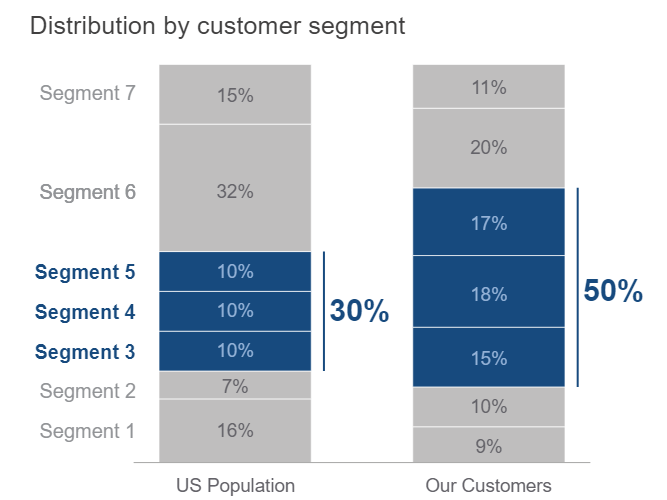 Distribution by customer segment
Segment 7
15%
11%
Segment 6
32%
20%
Segment 5
10%
17%
Segment 4
10%
30%
18%
50%
Segment 3
10%
15%
Segment 2
7%
10%
Segment 1
16%
9%
US Population
Our Customers